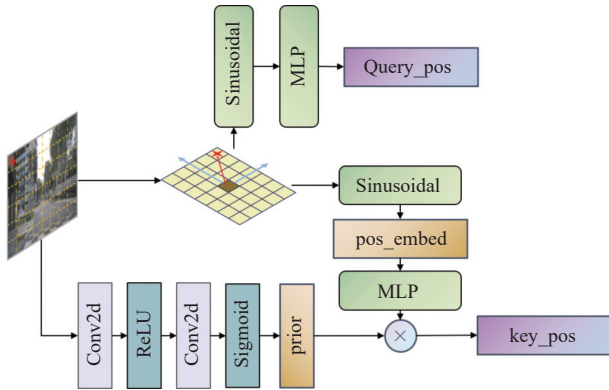 Sinusoidal
MLP
Query_pos
Sinusoidal
pos_embed
MLP
Conv2d
ReLU
Conv2d
Sigmoid
prior
×
key_pos